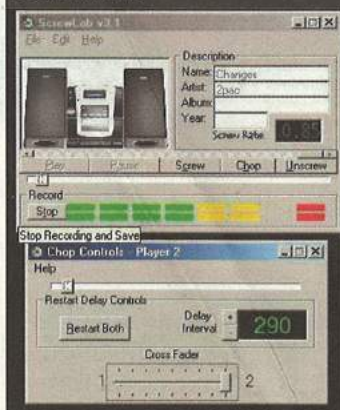 ScrewLab v3.1
File Edit Help
Description
Name: Changes
Artist: 2pac
Album:
Year:
Screw Rate 0.85
Play Pause Screw Chop Unscrew
Record
Stop
Stop Recording and Save
Chop Controls - Player 2
Help
Restart Delay Controls
Restart Both
Delay Interval
+
-
290
Cross Fader
1
2